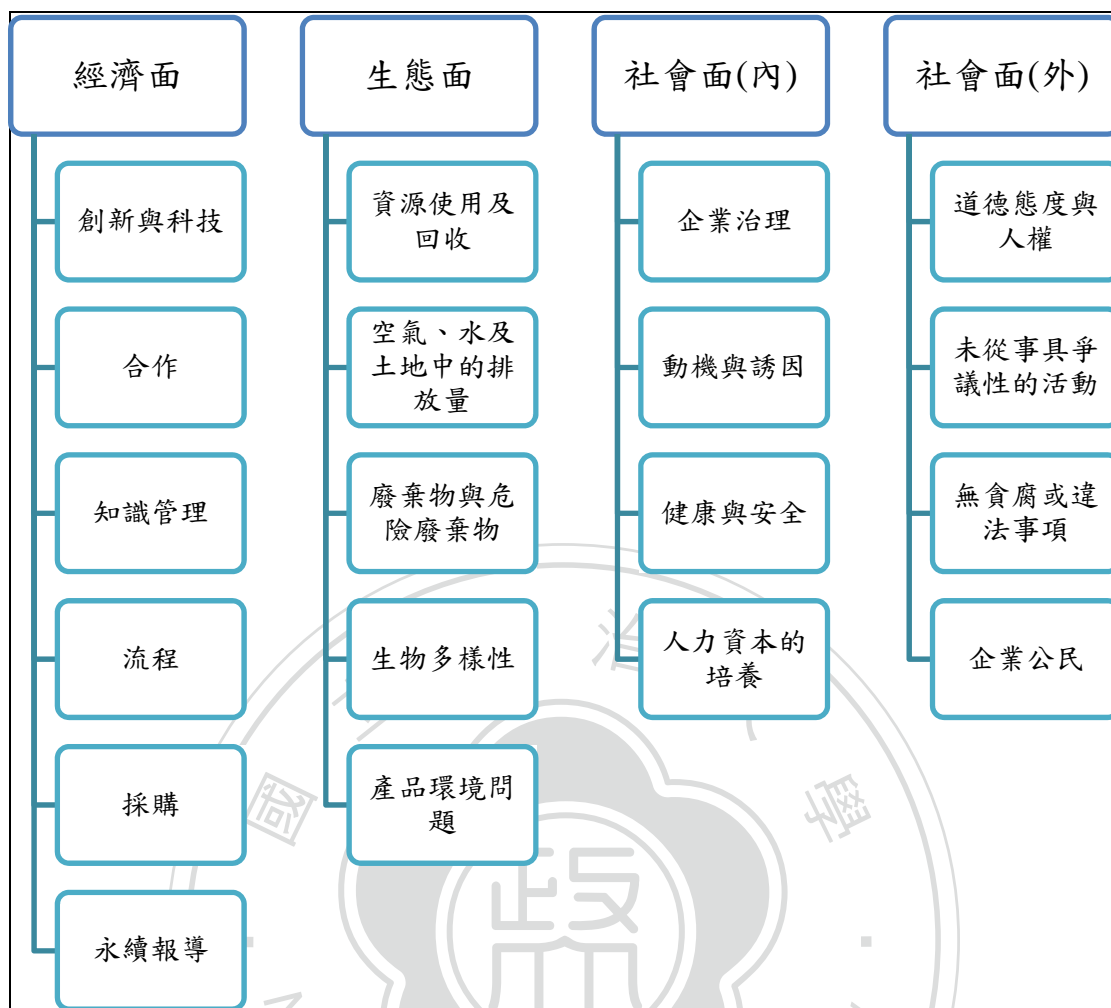 經濟面
創新與科技
合作
知識管理
流程
採購
永續報導
生態面
資源使用及
回收
空氣、水及
土地中的排
放量
廢棄物與危
險廢棄物
生物多樣性
產品環境問
題
社會面(內)
企業治理
動機與誘因
健康與安全
人力資本的
培養
社會面(外)
道德態度與
人權
未從事具爭
議性的活動
無貪腐或違
法事項
企業公民
國
學
政